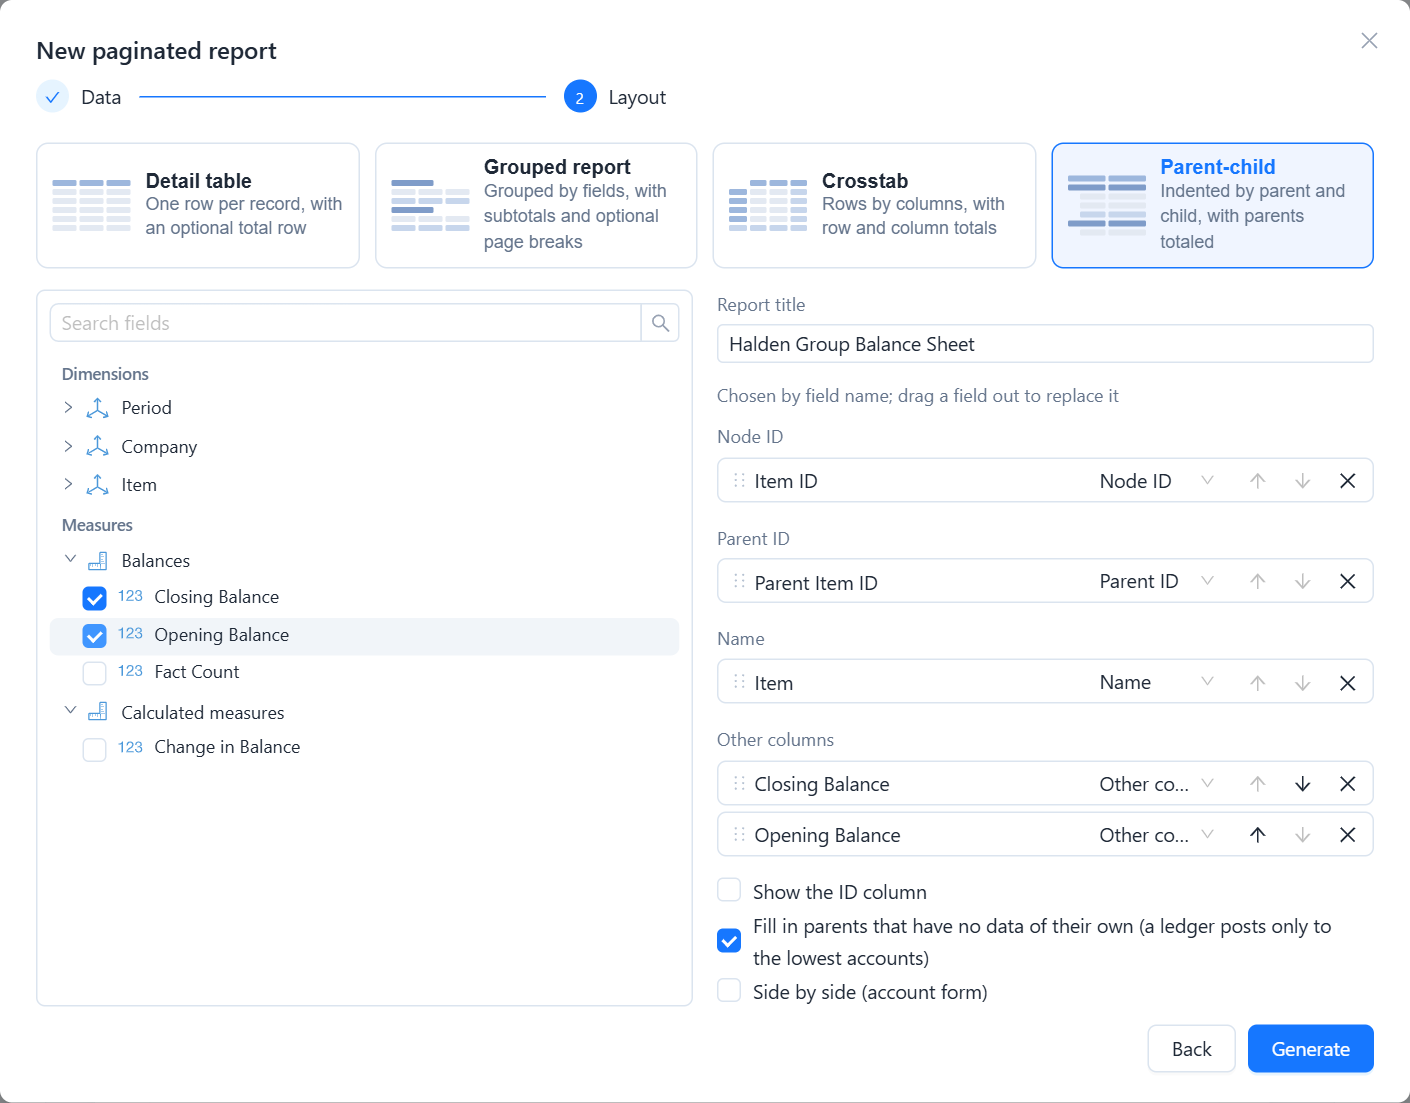 New paginated report
Data
2
Layout
Detail table
One row per record, with
an optional total row
Grouped report
Grouped by fields, with
subtotals and optional
page breaks
Crosstab
Rows by columns, with
row and column totals
Parent-child
Indented by parent and
child, with parents
totaled
Search fields
Dimensions
Period
Company
Item
Measures
Balances
123 Closing Balance
123 Opening Balance
123 Fact Count
Calculated measures
123 Change in Balance
Report title
Halden Group Balance Sheet
Chosen by field name; drag a field out to replace it
Node ID
Item ID Node ID
Parent ID
Parent Item ID Parent ID
Name
Item Name
Other columns
Closing Balance Other co...
Opening Balance Other co...
Show the ID column
Fill in parents that have no data of their own (a ledger posts only to
the lowest accounts)
Side by side (account form)
Back Generate